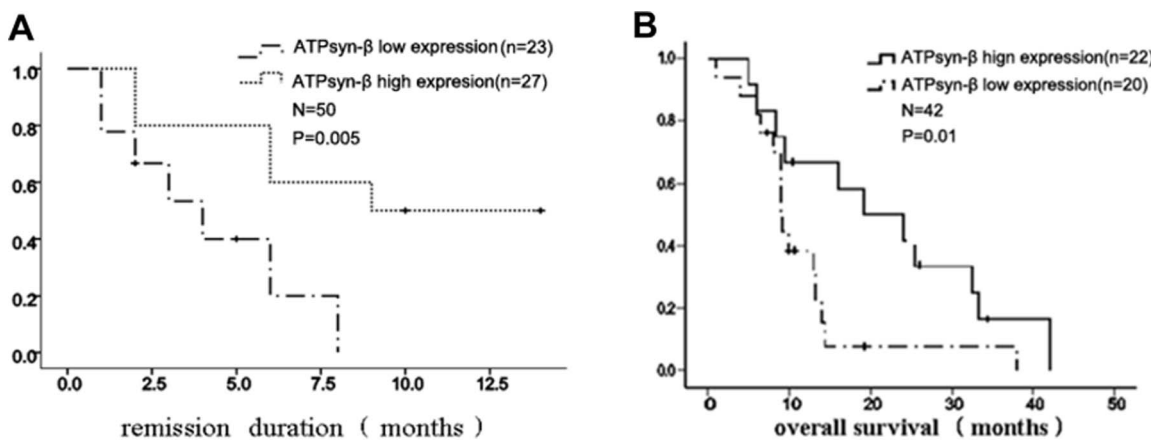 A
ATPsyn-β low expression(n=23)
ATPsyn-β high expresion(n=27)
N=50
P=0.005
1.0
0.8
0.6
0.4
0.2
0.0
0.0 2.5 5.0 7.5 10.0 12.5
remission duration ( months )
B
ATPsyn-β hign expression(n=22)
ATPsyn-β low expression(n=20)
N=42
P=0.01
1.0
0.8
0.6
0.4
0.2
0.0
0 10 20 30 40 50
overall survival ( months )